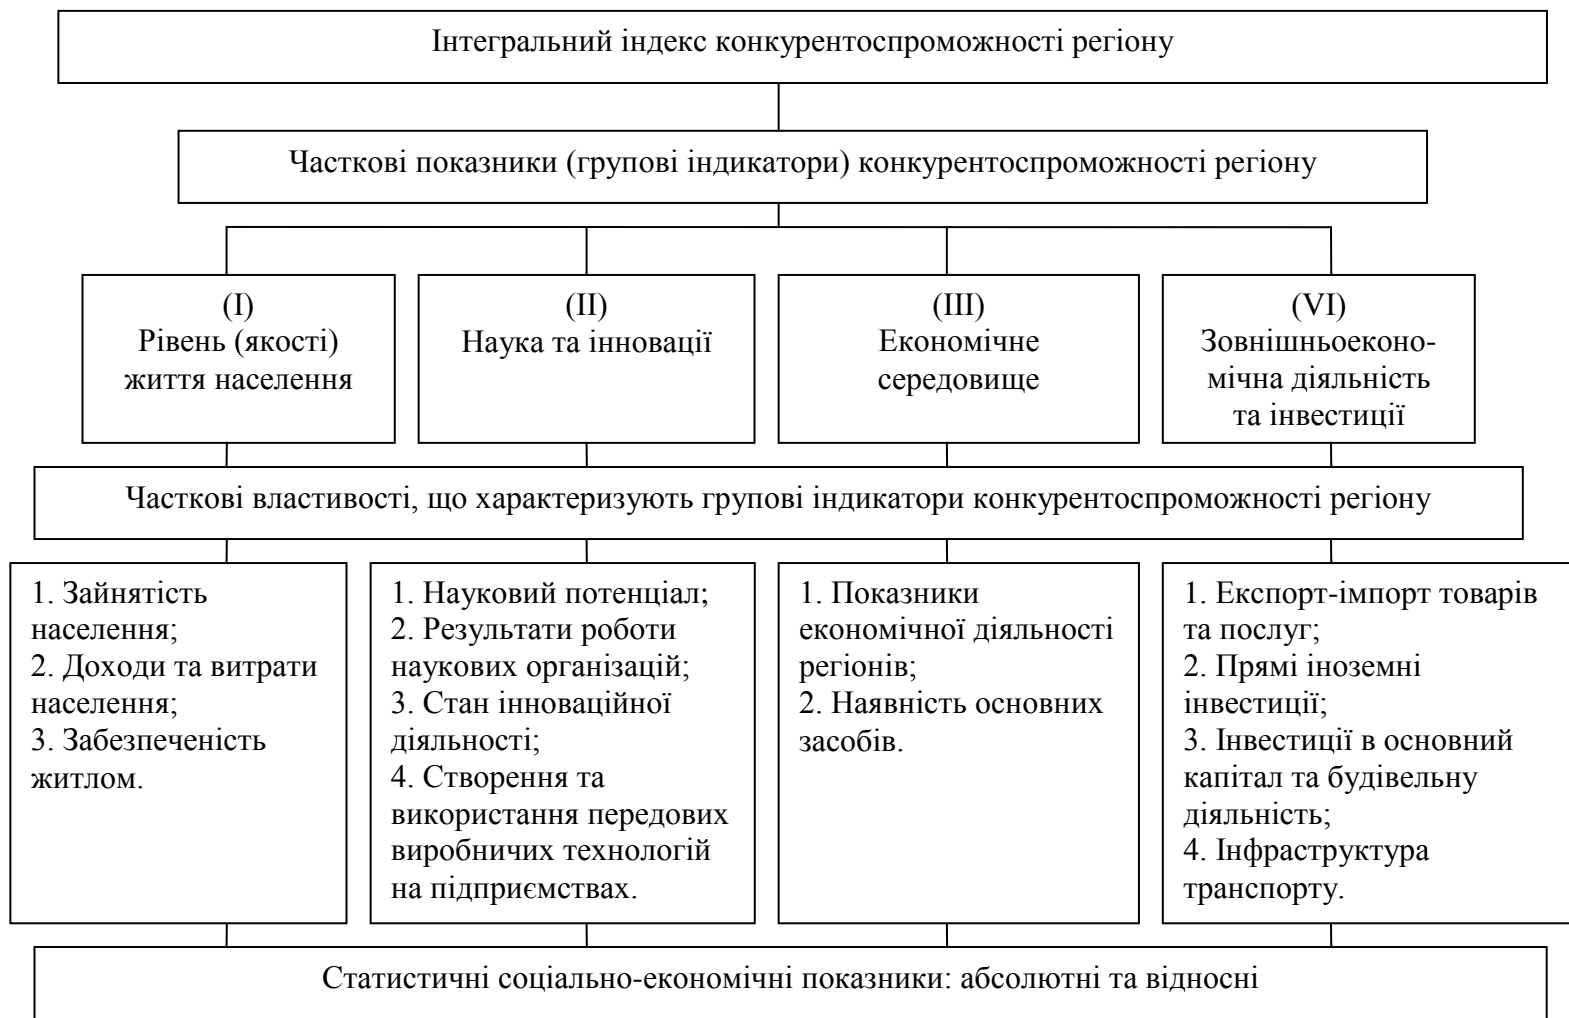 Інтегральний індекс конкурентоспроможності регіону
Часткові показники (групові індикатори) конкурентоспроможності регіону
(I)
Рівень (якості)
життя населення
(II)
Наука та інновації
(III)
Економічне
середовище
(VI)
Зовнішньоеконо-
мічна діяльність
та інвестиції
Часткові властивості, що характеризують групові індикатори конкурентоспроможності регіону
1. Зайнятість
населення;
2. Доходи та витрати
населення;
3. Забезпеченість
житлом.
1. Науковий потенціал;
2. Результати роботи
наукових організацій;
3. Стан інноваційної
діяльності;
4. Створення та
використання передових
виробничих технологій
на підприємствах.
1. Показники
економічної діяльності
регіонів;
2. Наявність основних
засобів.
1. Експорт-імпорт товарів
та послуг;
2. Прямі іноземні
інвестиції;
3. Інвестиції в основний
капітал та будівельну
діяльність;
4. Інфраструктура
транспорту.
Статистичні соціально-економічні показники: абсолютні та відносні